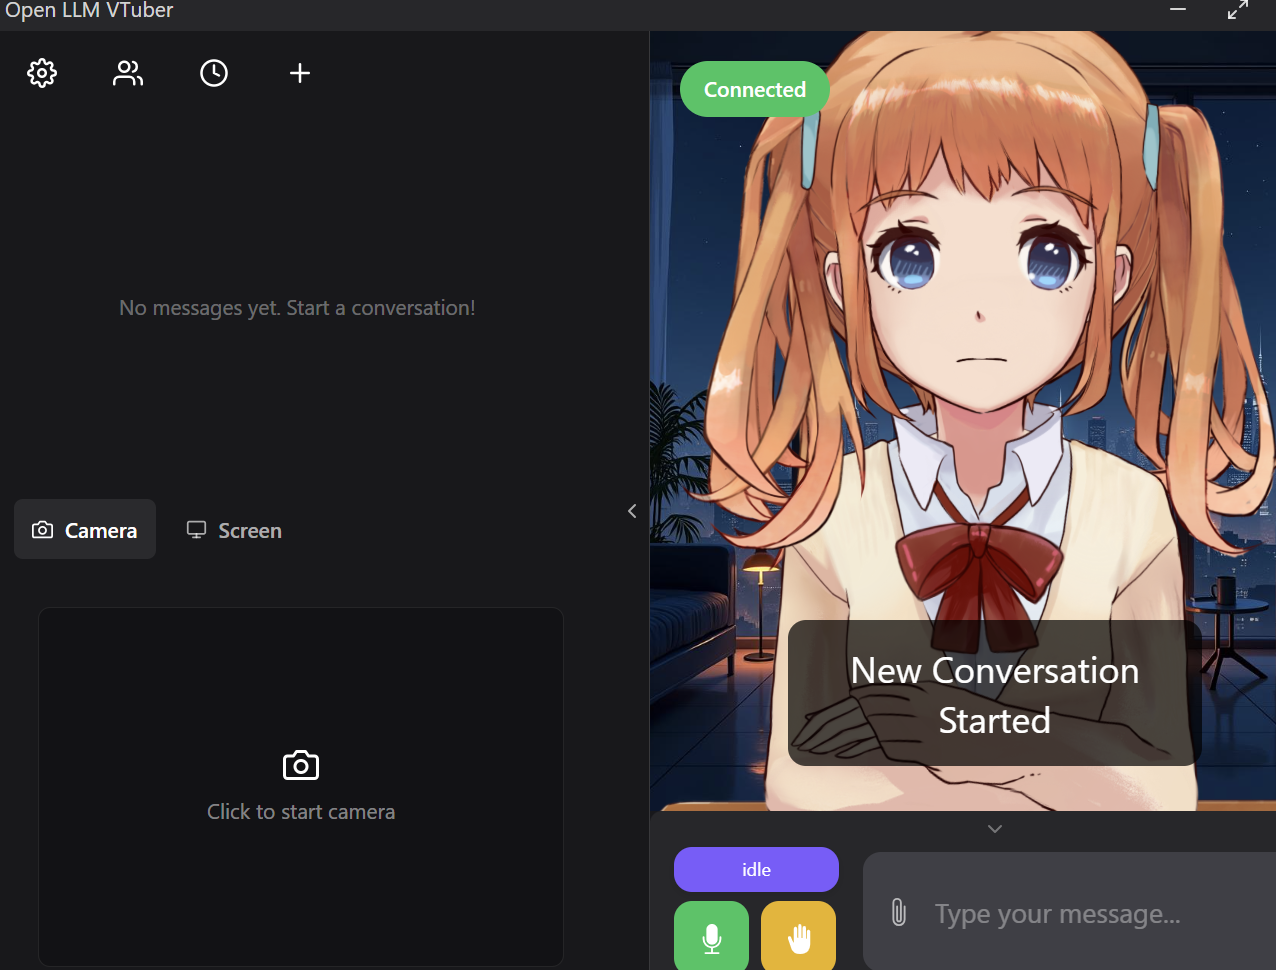 Open LLM VTuber
Connected
No messages yet. Start a conversation!
Camera
Screen
Click to start camera
New Conversation
Started
idle
Type your message...